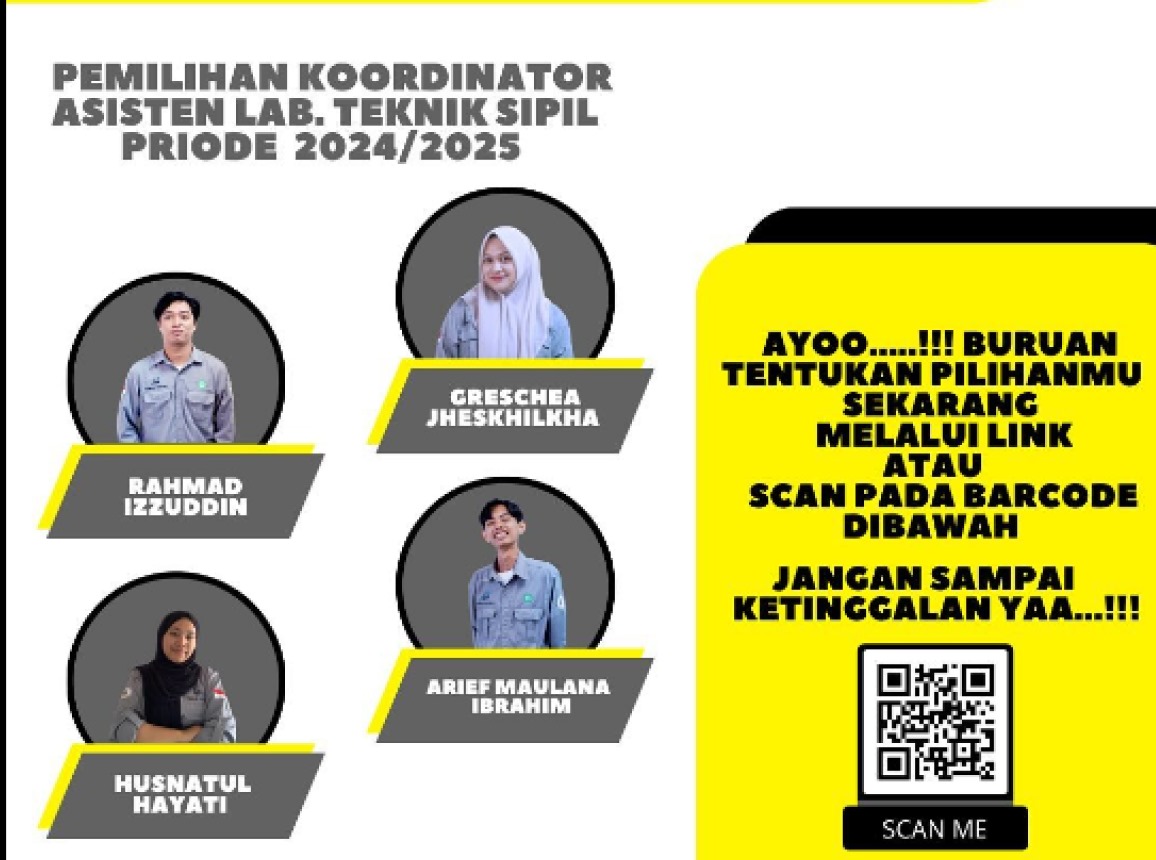 PEMILIHAN KOORDINATOR
ASISTEN LAB. TEKNIK SIPIL
PRIODE 2024/2025
GRESCHEA
JHESKHILKHA
RAHMAD
IZZUDDIN
ARIEF MAULANA
IBRAHIM
HUSNATUL
HAYATI
AYOO.....!!! BURUAN
TENTUKAN PILIHANMU
SEKARANG
MELALUI LINK
ATAU
SCAN PADA BARCODE
DIBAWAH
JANGAN SAMPAI
KETINGGALAN YAA...!!!
SCAN ME